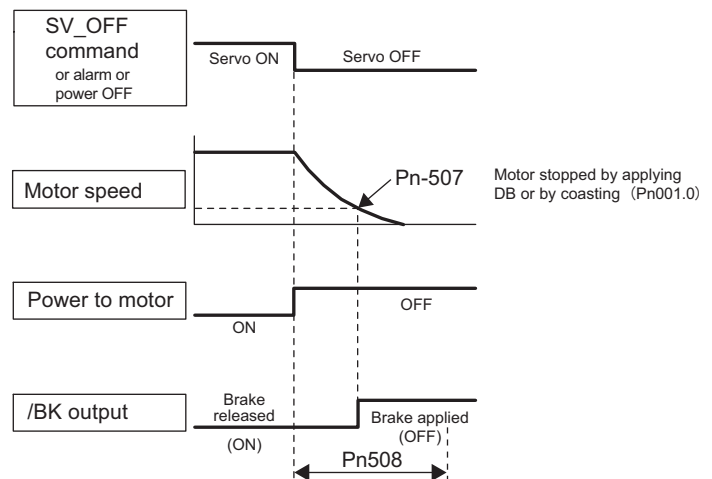 SV_OFF
command
or alarm or
power OFF
Servo ON
Servo OFF
Motor speed
Pn-507
Motor stopped by applying
DB or by coasting (Pn001.0)
Power to motor
ON
OFF
/BK output
Brake
released
(ON)
Brake applied
(OFF)
Pn508